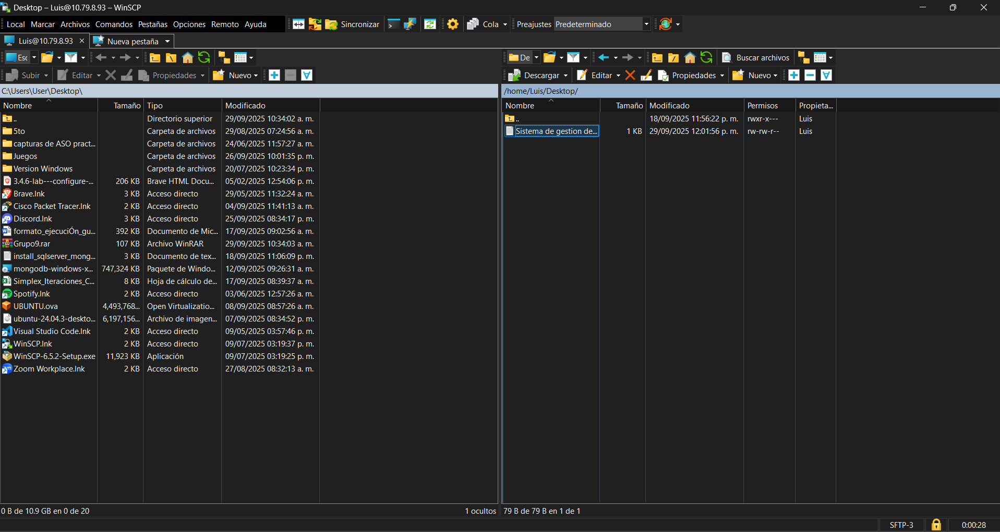 Desktop – Luis@10.79.8.93 – WinSCP
Local Marcar Archivos Comandos Pestañas Opciones Remoto Ayuda Sincronizar Cola Preajustes Predeterminado
Luis@10.79.8.93 Nueva pestaña
Esc De Buscar archivos
Subir Editar Propiedades Nuevo Descargar Editar Propiedades Nuevo
C:\Users\User\Desktop\ /home/Luis/Desktop/
Nombre Tamaño Tipo Modificado Nombre Tamaño Modificado Permisos Propieta...
.. Directorio superior 29/09/2025 10:34:02 a. m. .. 18/09/2025 11:56:22 p. m. rwxr-x--- Luis
5to Carpeta de archivos 29/08/2025 07:24:56 a. m. Sistema de gestion de... 1 KB 29/09/2025 12:01:56 p. m. rw-rw-r-- Luis
capturas de ASO pract... Carpeta de archivos 24/06/2025 11:57:27 a. m.
Juegos Carpeta de archivos 26/09/2025 10:01:35 p. m.
Version Windows Carpeta de archivos 20/07/2025 10:23:34 p. m.
3.4.6-lab---configure-... 206 KB Brave HTML Docu... 05/02/2025 12:54:06 p. m.
Brave.lnk 3 KB Acceso directo 29/05/2025 11:32:24 a. m.
Cisco Packet Tracer.lnk 2 KB Acceso directo 04/09/2025 11:41:13 a. m.
Discord.lnk 3 KB Acceso directo 25/09/2025 08:34:17 p. m.
formato_ejecuciÓn_gu... 392 KB Documento de Mic... 17/09/2025 09:02:56 a. m.
Grupo9.rar 107 KB Archivo WinRAR 29/09/2025 10:34:03 a. m.
install_sqlserver_mong... 3 KB Documento de tex... 18/09/2025 11:06:09 p. m.
mongodb-windows-x... 747,324 KB Paquete de Windo... 12/09/2025 09:26:31 a. m.
Simplex_Iteraciones_C... 8 KB Hoja de cálculo de... 17/09/2025 08:39:37 a. m.
Spotify.lnk 2 KB Acceso directo 03/06/2025 12:57:26 a. m.
UBUNTU.ova 4,493,768... Open Virtualizatio... 08/09/2025 08:57:26 a. m.
ubuntu-24.04.3-deskto... 6,197,156... Archivo de imagen... 07/09/2025 08:34:52 p. m.
Visual Studio Code.lnk 2 KB Acceso directo 09/05/2025 03:57:46 p. m.
WinSCP.lnk 2 KB Acceso directo 09/07/2025 03:19:37 p. m.
WinSCP-6.5.2-Setup.exe 11,923 KB Aplicación 09/07/2025 03:19:25 p. m.
Zoom Workplace.lnk 2 KB Acceso directo 27/08/2025 08:32:13 a. m.
0 B de 10.9 GB en 0 de 20 1 ocultos 79 B de 79 B en 1 de 1
SFTP-3 0:00:28